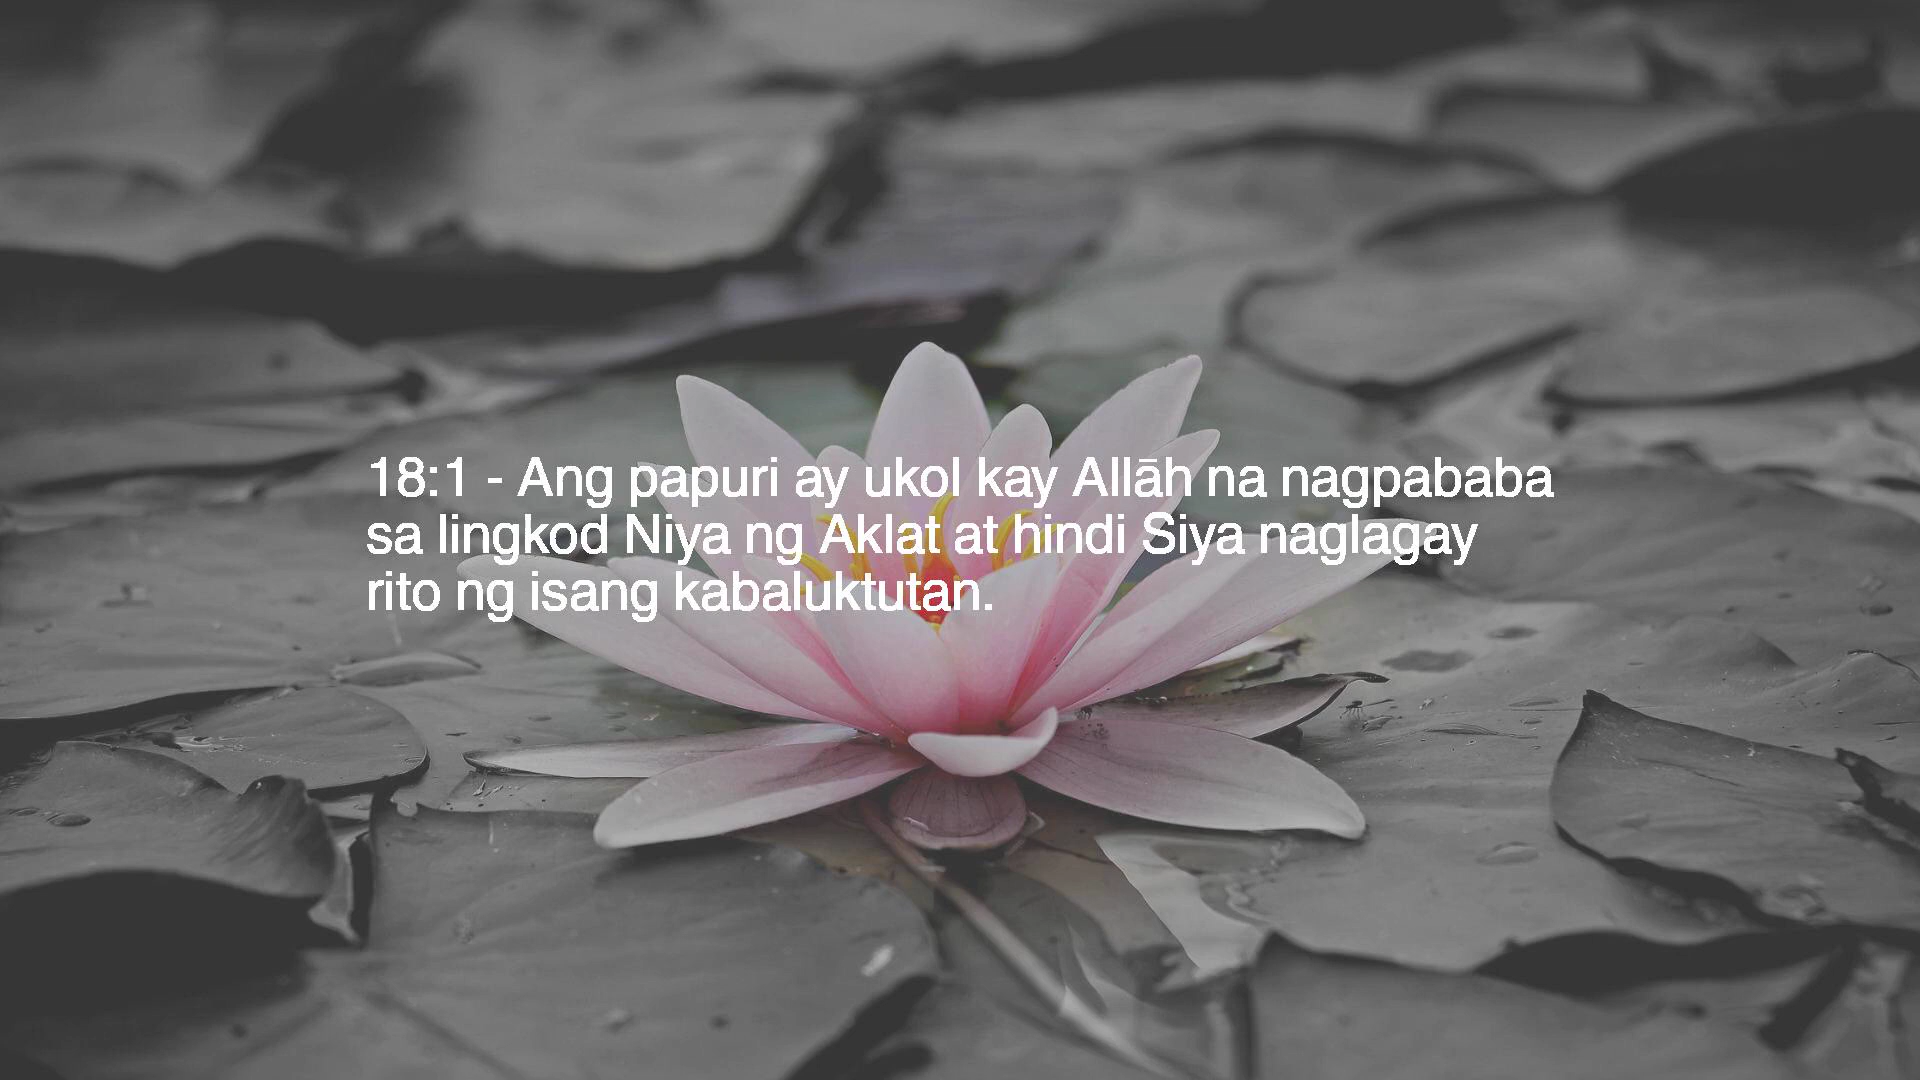 18:1 - Ang papuri ay ukol kay Allāh na nagpababa
sa lingkod Niya ng Aklat at hindi Siya naglagay
rito ng isang kabaluktutan.